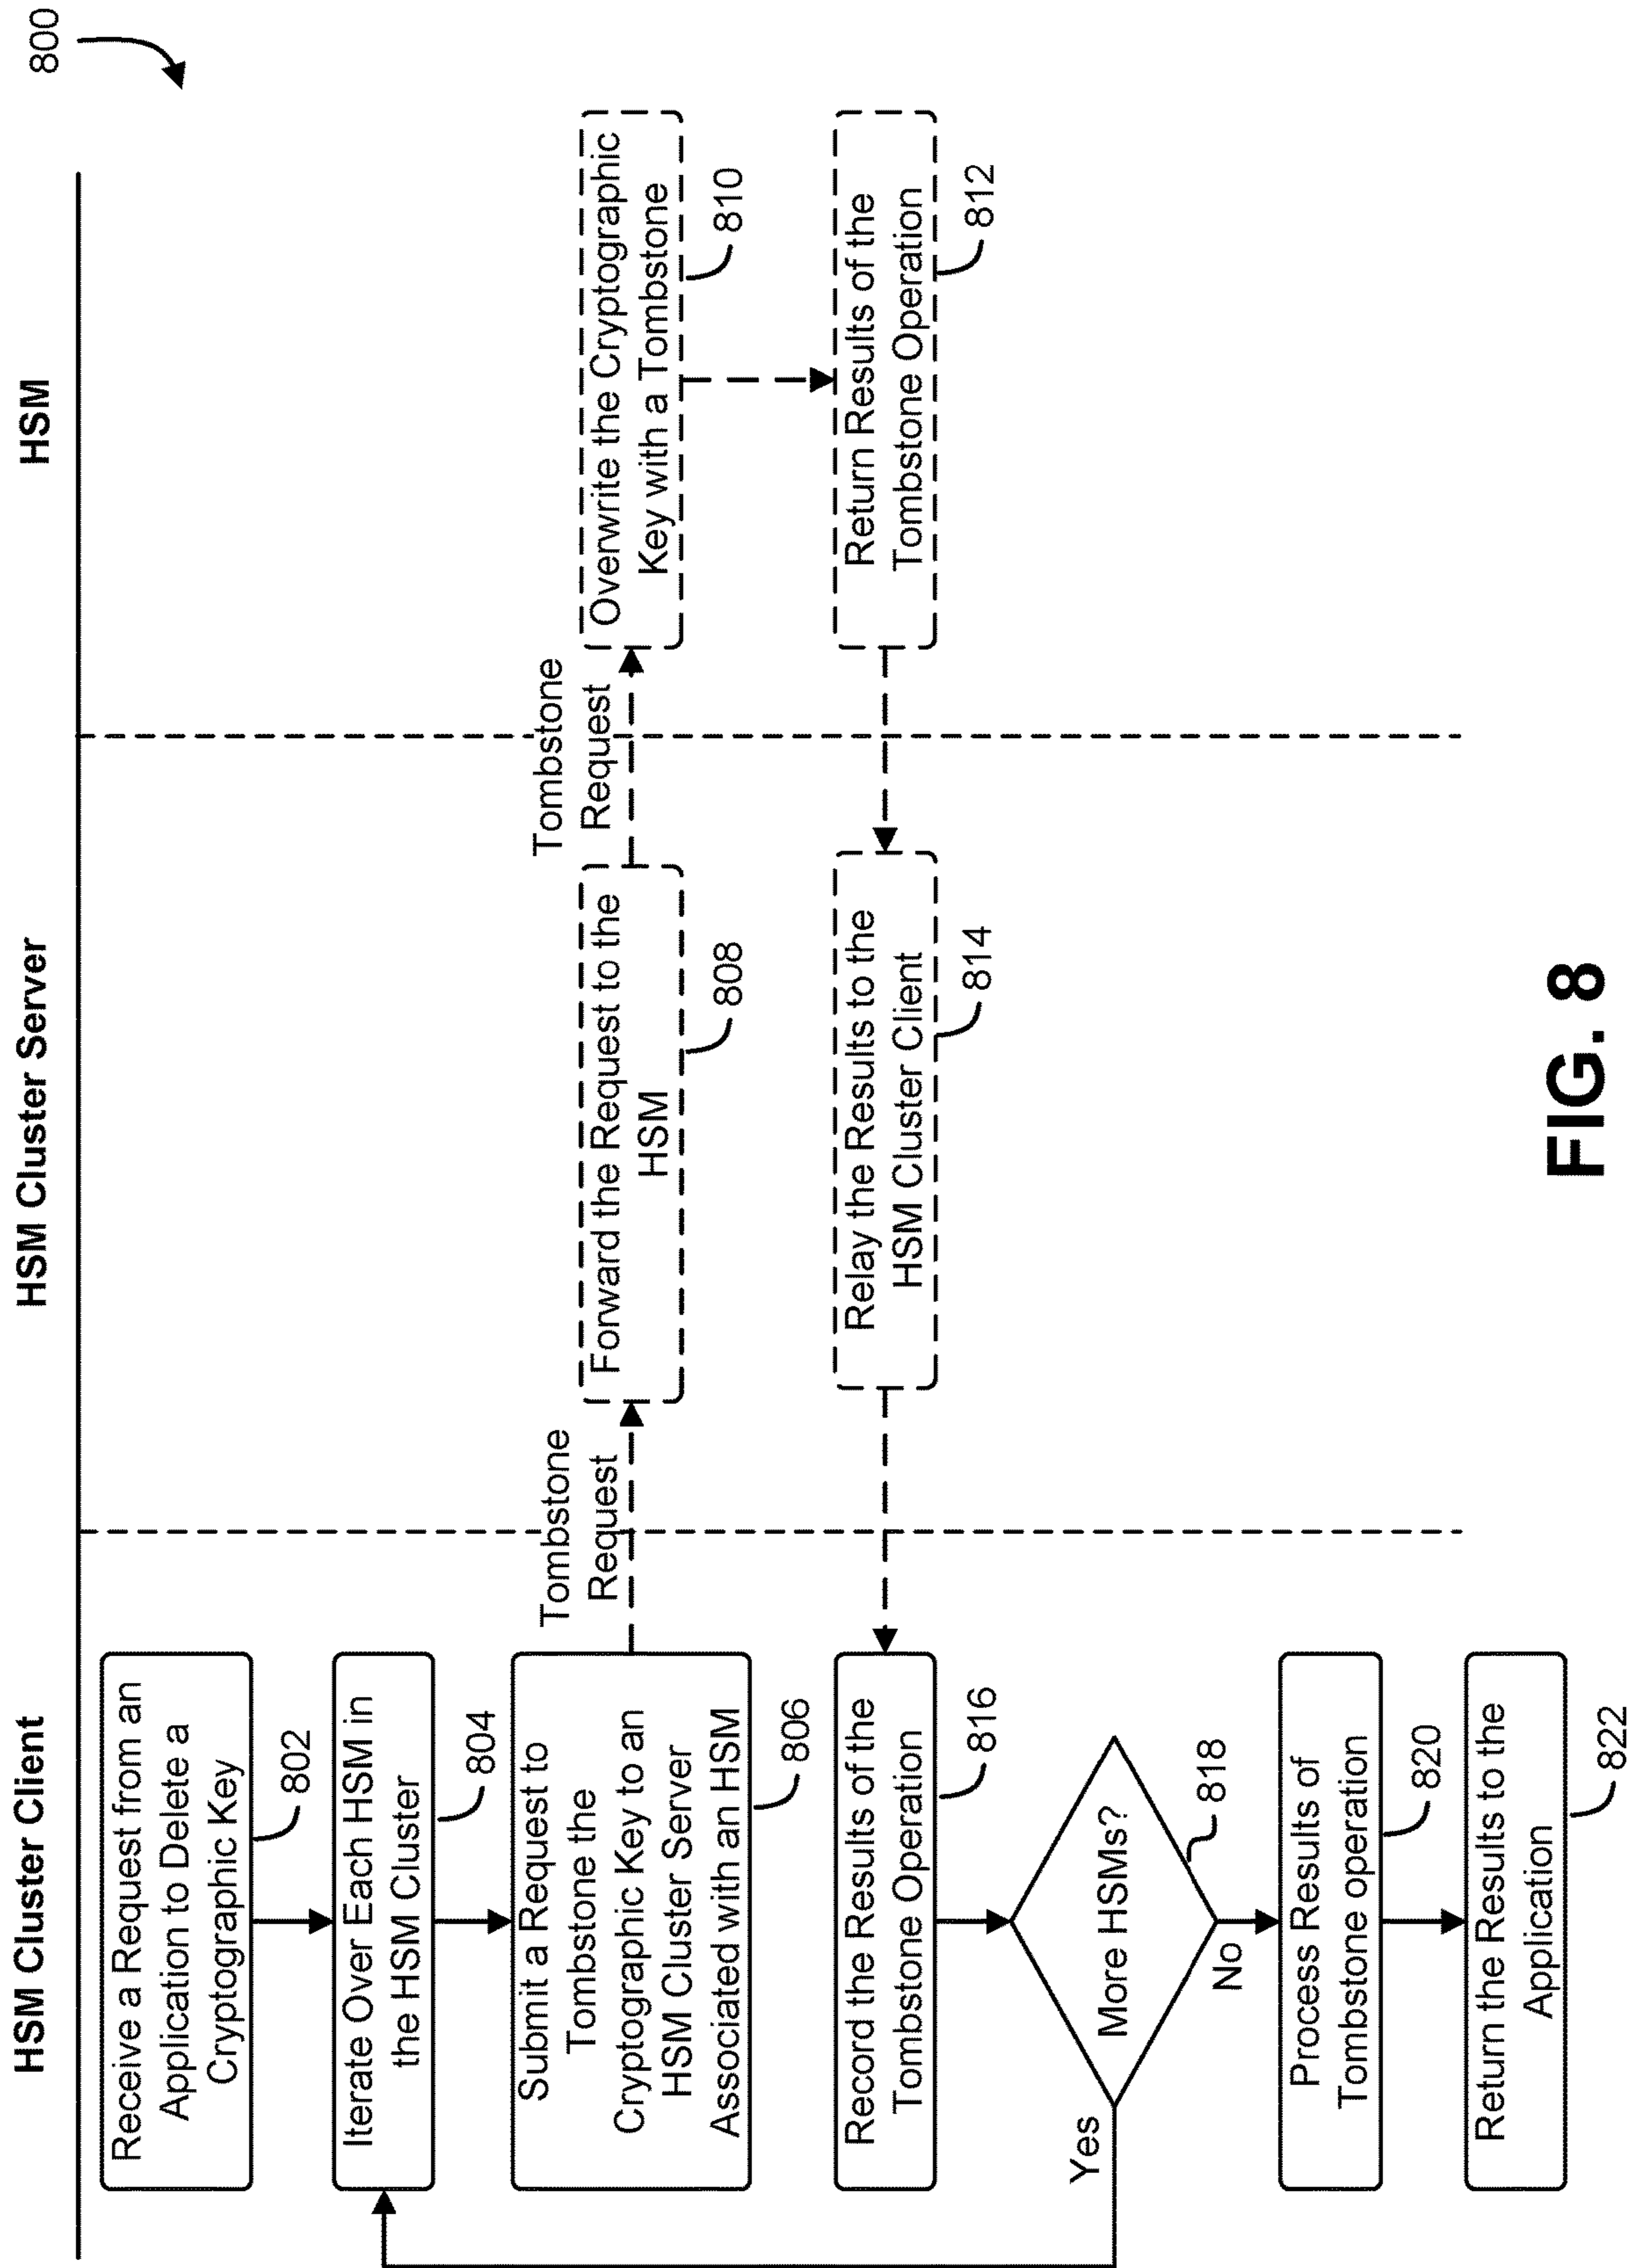 800
HSM Cluster Client
HSM Cluster Server
HSM
Receive a Request from an
Application to Delete a
Cryptographic Key
802
Iterate Over Each HSM in
the HSM Cluster
804
Submit a Request to
Tombstone the
Cryptographic Key to an
HSM Cluster Server
Associated with an HSM
806
Tombstone
Request
Forward the Request to the
HSM
808
Tombstone
Request
Overwrite the Cryptographic
Key with a Tombstone
810
Return Results of the
Tombstone Operation
812
Relay the Results to the
HSM Cluster Client
814
Record the Results of the
Tombstone Operation
816
More HSMs?
818
Yes
No
Process Results of
Tombstone operation
820
Return the Results to the
Application
822
FIG. 8